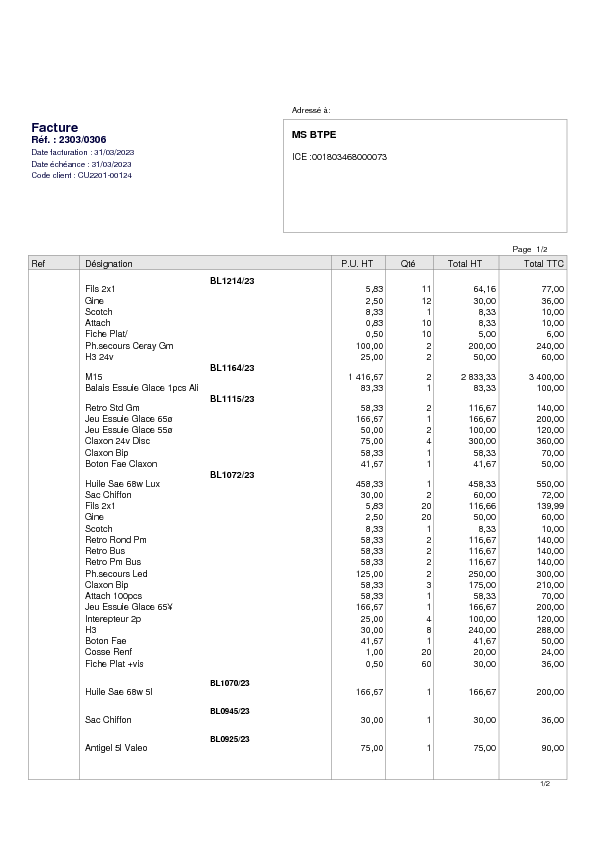 Adressé à:
Facture
Réf. : 2303/0306
Date facturation : 31/03/2023
Date échéance : 31/03/2023
Code client : CU2201-00124
MS BTPE
ICE :001803468000073
Page 1/2
Ref Désignation P.U. HT Qté Total HT Total TTC
BL1214/23
Fils 2x1 5,83 11 64,16 77,00
Gine 2,50 12 30,00 36,00
Scotch 8,33 1 8,33 10,00
Attach 0,83 10 8,33 10,00
Fiche Plat/ 0,50 10 5,00 6,00
Ph.secours Ceray Gm 100,00 2 200,00 240,00
H3 24v 25,00 2 50,00 60,00
BL1164/23
M15 1 416,67 2 2 833,33 3 400,00
Balais Essuie Glace 1pcs Ali 83,33 1 83,33 100,00
BL1115/23
Retro Std Gm 58,33 2 116,67 140,00
Jeu Essuie Glace 65ø 166,67 1 166,67 200,00
Jeu Essuie Glace 55ø 50,00 2 100,00 120,00
Claxon 24v Disc 75,00 4 300,00 360,00
Claxon Blp 58,33 1 58,33 70,00
Boton Fae Claxon 41,67 1 41,67 50,00
BL1072/23
Huile Sae 68w Lux 458,33 1 458,33 550,00
Sac Chiffon 30,00 2 60,00 72,00
Fils 2x1 5,83 20 116,66 139,99
Gine 2,50 20 50,00 60,00
Scotch 8,33 1 8,33 10,00
Retro Rond Pm 58,33 2 116,67 140,00
Retro Bus 58,33 2 116,67 140,00
Retro Pm Bus 58,33 2 116,67 140,00
Ph.secours Led 125,00 2 250,00 300,00
Claxon Blp 58,33 3 175,00 210,00
Attach 100pcs 58,33 1 58,33 70,00
Jeu Essuie Glace 65¥ 166,67 1 166,67 200,00
Interepteur 2p 25,00 4 100,00 120,00
H3 30,00 8 240,00 288,00
Boton Fae 41,67 1 41,67 50,00
Cosse Renf 1,00 20 20,00 24,00
Fiche Plat +vis 0,50 60 30,00 36,00
BL1070/23
Huile Sae 68w 5l 166,67 1 166,67 200,00
BL0945/23
Sac Chiffon 30,00 1 30,00 36,00
BL0925/23
Antigel 5l Valeo 75,00 1 75,00 90,00
1/2